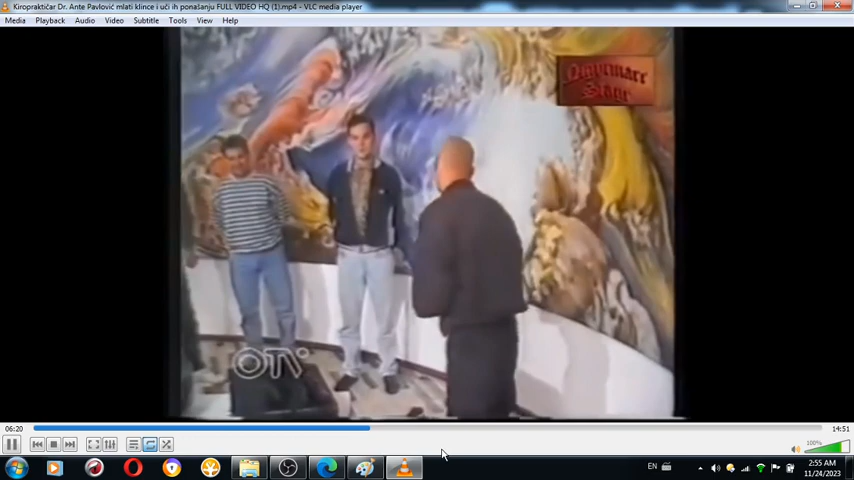 Kiropraktičar Dr. Ante Pavlović mlati klince i uči ih ponašanju FULL VIDEO HQ (1).mp4 - VLC media player
Media Playback Audio Video Subtitle Tools View Help
OTV
06:20
14:51
100%
EN
2:55 AM
11/24/2023